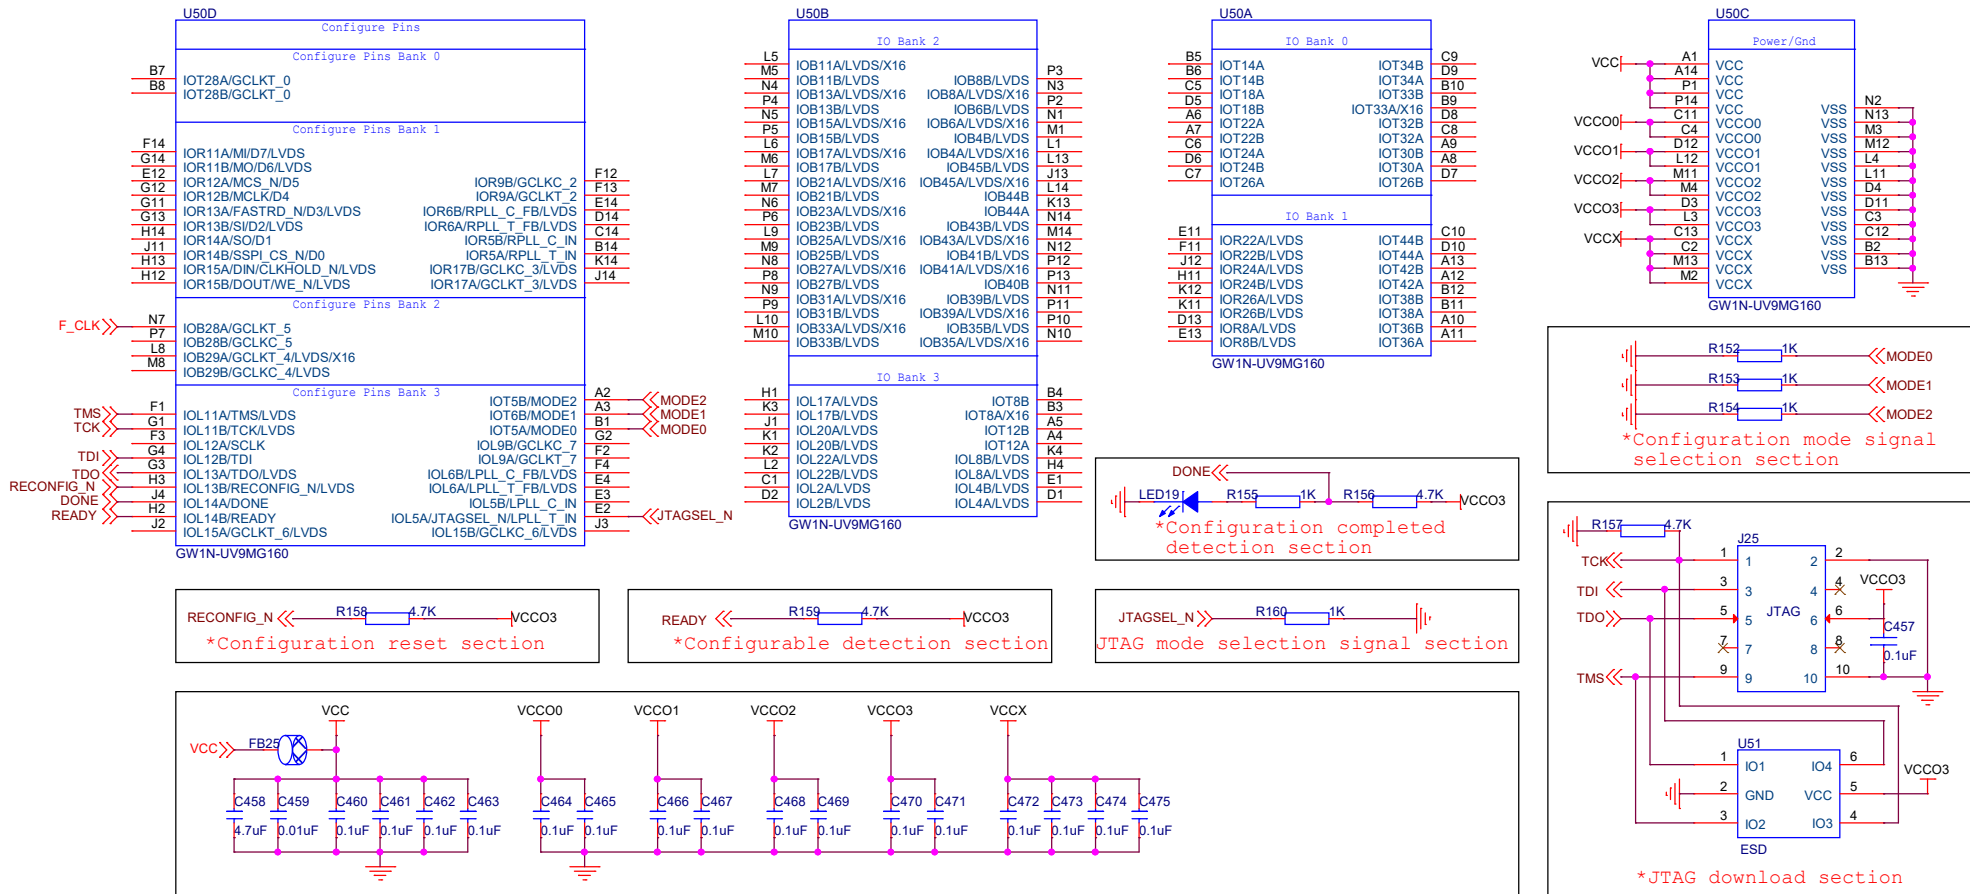 U50D
Configure Pins
Configure Pins Bank 0
B7 IOT28A/GCLKT_0
B8 IOT28B/GCLKT_0
Configure Pins Bank 1
F14 IOR11A/MI/D7/LVDS
G14 IOR11B/MO/D6/LVDS
E12 IOR12A/MCS_N/D5 IOR9B/GCLKC_2 F12
G12 IOR12B/MCLK/D4 IOR9A/GCLKT_2 F13
G11 IOR13A/FASTRD_N/D3/LVDS IOR6B/RPLL_C_FB/LVDS E14
G13 IOR13B/SI/D2/LVDS IOR6A/RPLL_T_FB/LVDS D14
H14 IOR14A/SO/D1 IOR5B/RPLL_C_IN C14
J11 IOR14B/SSPI_CS_N/D0 IOR5A/RPLL_T_IN B14
H13 IOR15A/DIN/CLKHOLD_N/LVDS IOR17B/GCLKC_3/LVDS K14
H12 IOR15B/DOUT/WE_N/LVDS IOR17A/GCLKT_3/LVDS J14
Configure Pins Bank 2
F_CLK N7 IOB28A/GCLKT_5
P7 IOB28B/GCLKC_5
L8 IOB29A/GCLKT_4/LVDS/X16
M8 IOB29B/GCLKC_4/LVDS
Configure Pins Bank 3
IOT5B/MODE2 A2 MODE2
TMS F1 IOL11A/TMS/LVDS IOT6B/MODE1 A3 MODE1
TCK G1 IOL11B/TCK/LVDS IOT5A/MODE0 B1 MODE0
F3 IOL12A/SCLK IOL9B/GCLKC_7 G2
TDI G4 IOL12B/TDI IOL9A/GCLKT_7 F2
TDO G3 IOL13A/TDO/LVDS IOL6B/LPLL_C_FB/LVDS F4
RECONFIG_N H3 IOL13B/RECONFIG_N/LVDS IOL6A/LPLL_T_FB/LVDS E4
DONE J4 IOL14A/DONE IOL5B/LPLL_C_IN E3
READY H2 IOL14B/READY IOL5A/JTAGSEL_N/LPLL_T_IN E2 JTAGSEL_N
J2 IOL15A/GCLKT_6/LVDS IOL15B/GCLKC_6/LVDS J3
GW1N-UV9MG160
U50B
IO Bank 2
L5 IOB11A/LVDS/X16
M5 IOB11B/LVDS IOB8B/LVDS P3
N4 IOB13A/LVDS/X16 IOB8A/LVDS/X16 N3
P4 IOB13B/LVDS IOB6B/LVDS P2
N5 IOB15A/LVDS/X16 IOB6A/LVDS/X16 N1
P5 IOB15B/LVDS IOB4B/LVDS M1
L6 IOB17A/LVDS/X16 IOB4A/LVDS/X16 L1
M6 IOB17B/LVDS IOB45B/LVDS L13
L7 IOB21A/LVDS/X16 IOB45A/LVDS/X16 J13
M7 IOB21B/LVDS IOB44B L14
N6 IOB23A/LVDS/X16 IOB44A K13
P6 IOB23B/LVDS IOB43B/LVDS N14
L9 IOB25A/LVDS/X16 IOB43A/LVDS/X16 M14
M9 IOB25B/LVDS IOB41B/LVDS N12
N8 IOB27A/LVDS/X16 IOB41A/LVDS/X16 P12
P8 IOB27B/LVDS IOB40B P13
N9 IOB31A/LVDS/X16 IOB39B/LVDS N11
P9 IOB31B/LVDS IOB39A/LVDS/X16 P11
L10 IOB33A/LVDS/X16 IOB35B/LVDS P10
M10 IOB33B/LVDS IOB35A/LVDS/X16 N10
IO Bank 3
H1 IOL17A/LVDS IOT8B B4
K3 IOL17B/LVDS IOT8A/X16 B3
J1 IOL20A/LVDS IOT12B A5
K1 IOL20B/LVDS IOT12A A4
K2 IOL22A/LVDS IOL8B/LVDS K4
L2 IOL22B/LVDS IOL8A/LVDS H4
C1 IOL2A/LVDS IOL4B/LVDS E1
D2 IOL2B/LVDS IOL4A/LVDS D1
GW1N-UV9MG160
U50A
IO Bank 0
B5 IOT14A IOT34B C9
B6 IOT14B IOT34A D9
C5 IOT18A IOT33B B10
D5 IOT18B IOT33A/X16 B9
A6 IOT22A IOT32B D8
A7 IOT22B IOT32A C8
C6 IOT24A IOT30B A9
D6 IOT24B IOT30A A8
C7 IOT26A IOT26B D7
IO Bank 1
E11 IOR22A/LVDS IOT44B C10
F11 IOR22B/LVDS IOT44A D10
J12 IOR24A/LVDS IOT42B A13
H11 IOR24B/LVDS IOT42A A12
K12 IOR26A/LVDS IOT38B B12
K11 IOR26B/LVDS IOT38A B11
D13 IOR8A/LVDS IOT36B A10
E13 IOR8B/LVDS IOT36A A11
GW1N-UV9MG160
U50C
Power/Gnd
VCC A1 VCC
A14 VCC
P1 VCC
P14 VCC VSS N2
VCCO0 C11 VCCO0 VSS N13
C4 VCCO0 VSS M3
VCCO1 D12 VCCO1 VSS M12
L12 VCCO1 VSS L4
VCCO2 M11 VCCO2 VSS L11
M4 VCCO2 VSS D4
VCCO3 D3 VCCO3 VSS D11
L3 VCCO3 VSS C3
VCCX C13 VCCX VSS C12
C2 VCCX VSS B2
M13 VCCX VSS B13
M2 VCCX
GW1N-UV9MG160
R152 1K MODE0
R153 1K MODE1
R154 1K MODE2
*Configuration mode signal
selection section
DONE
LED19 R155 1K R156 4.7K VCCO3
*Configuration completed
detection section
RECONFIG_N R158 4.7K VCCO3
*Configuration reset section
READY R159 4.7K VCCO3
*Configurable detection section
JTAGSEL_N R160 1K
JTAG mode selection signal section
R157 4.7K
J25
TCK 1 1 2 2
TDI 3 3 4 4 VCCO3
TDO 5 5 JTAG 6 6
C457
7 7 8 8 0.1uF
TMS 9 9 10 10
U51
1 IO1 IO4 6
VCCO3
2 GND VCC 5
3 IO2 IO3 4
ESD
*JTAG download section
VCC VCCO0 VCCO1 VCCO2 VCCO3 VCCX
VCC FB25
C458 C459 C460 C461 C462 C463 C464 C465 C466 C467 C468 C469 C470 C471 C472 C473 C474 C475
4.7uF 0.01uF 0.1uF 0.1uF 0.1uF 0.1uF 0.1uF 0.1uF 0.1uF 0.1uF 0.1uF 0.1uF 0.1uF 0.1uF 0.1uF 0.1uF 0.1uF 0.1uF